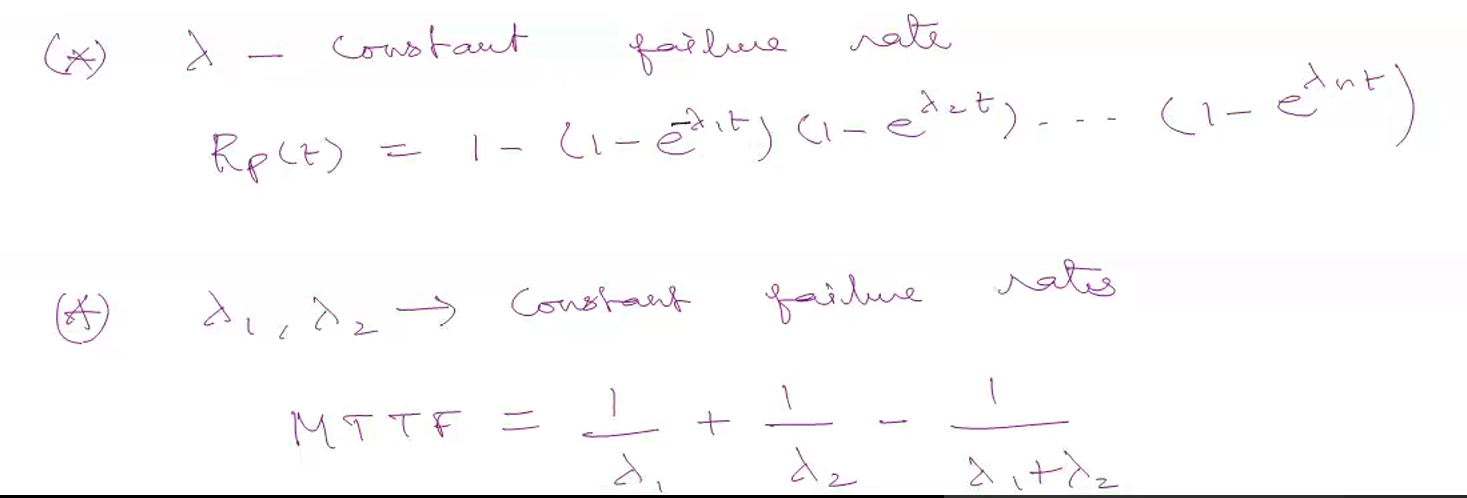 (*) λ - constant failure rate
Rp(t) = 1 - (1 - e^{-λ1t}) (1 - e^{λ2t}) . - - - (1 - e^{λnt})
(*) λ1, λ2 → Constant failure rates
MTTF = 1/λ1 + 1/λ2 - 1/(λ1+λ2)